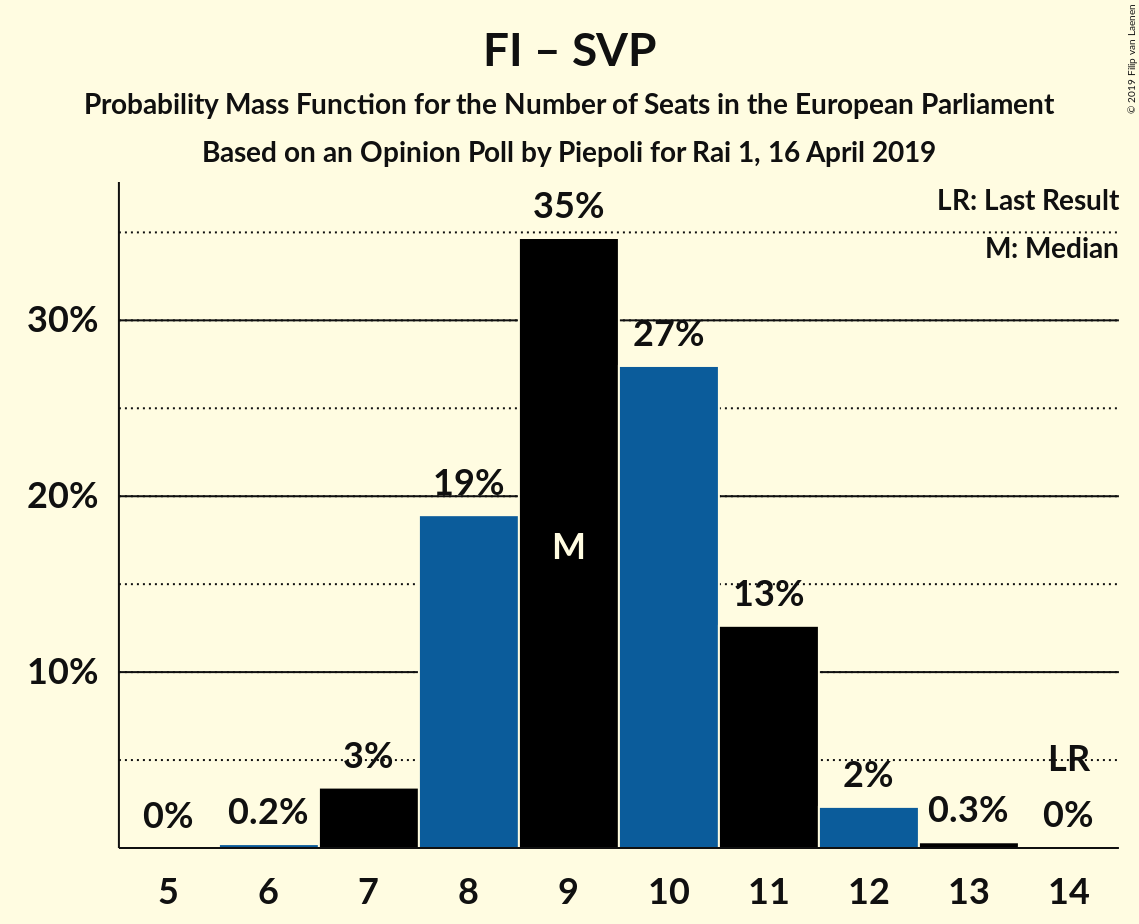 FI – SVP
Probability Mass Function for the Number of Seats in the European Parliament
Based on an Opinion Poll by Piepoli for Rai 1, 16 April 2019
© 2019 Filip van Laenen
LR: Last Result
M: Median
30%
20%
10%
0%
0.2%
3%
19%
35%
M
27%
13%
2%
0.3%
LR
0%
5 6 7 8 9 10 11 12 13 14